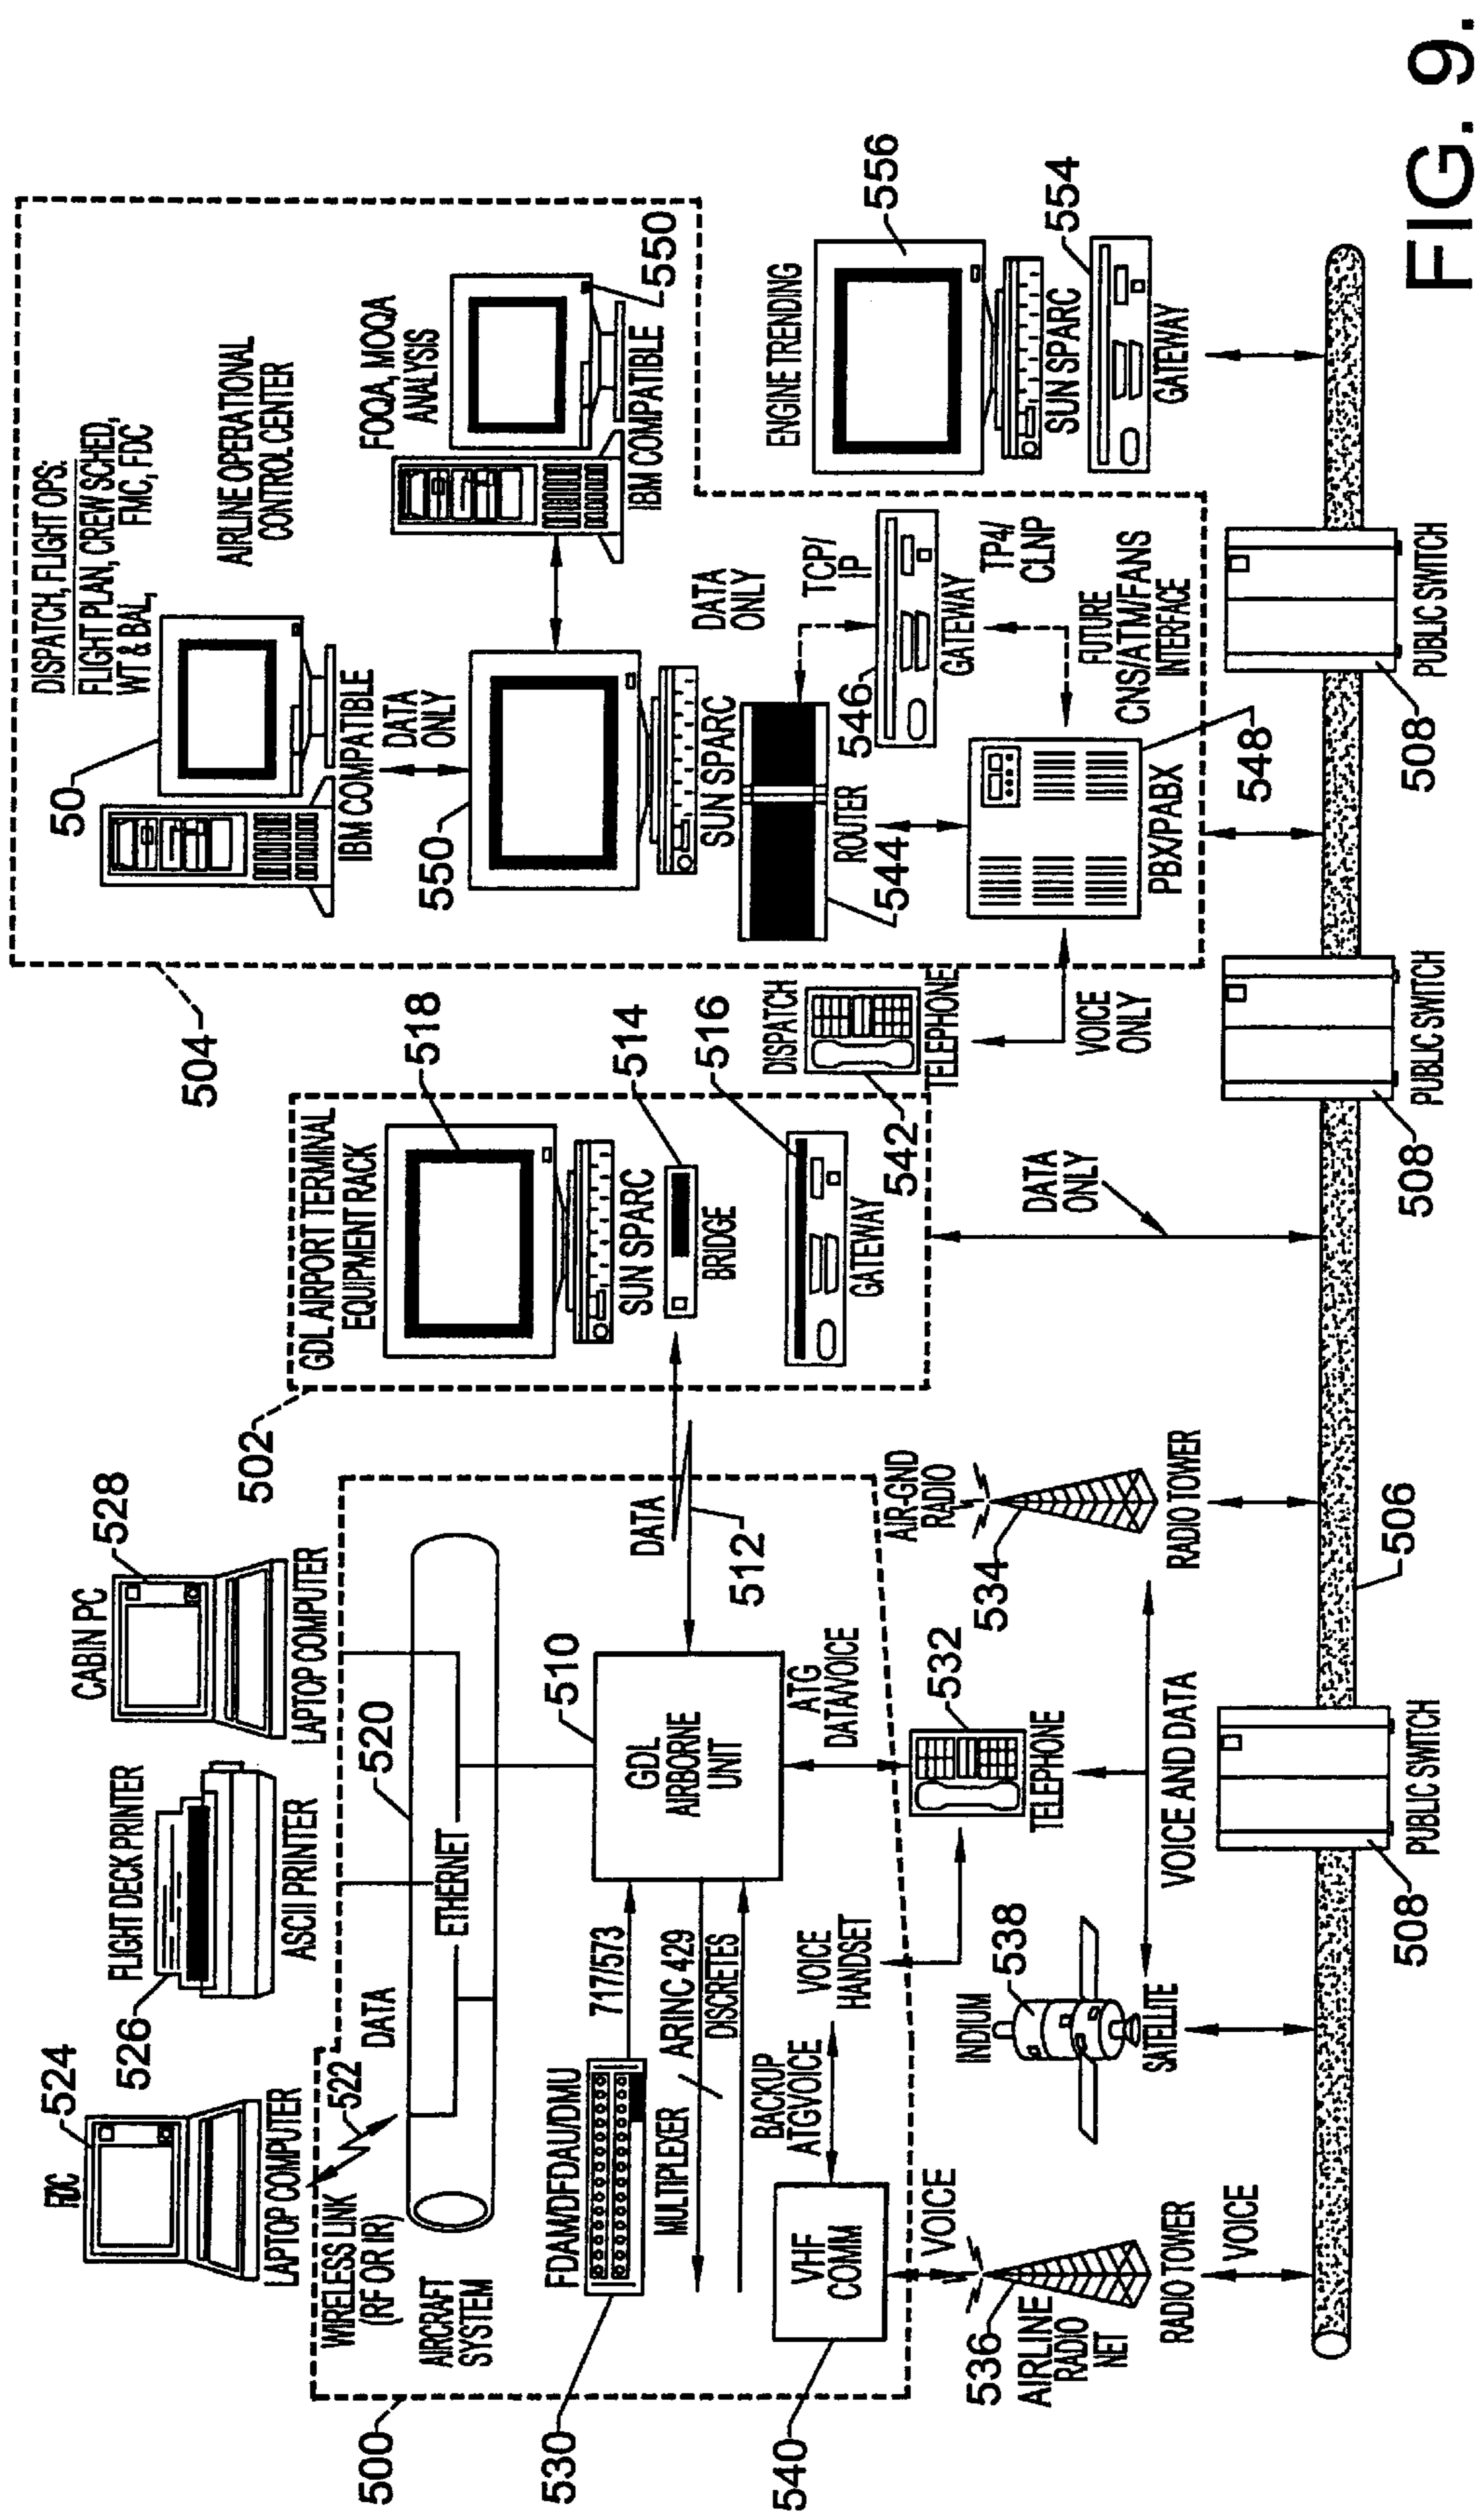 524
FDC
LAPTOP COMPUTER
526
FLIGHT DECK PRINTER
ASCII PRINTER
CABIN PC
528
LAPTOP COMPUTER
500
WIRELESS LINK
(RF OR IR)
522
DATA
AIRCRAFT
SYSTEM
ETHERNET
520
530
FDAM/DFDAU/DMU
717/573
MULTIPLEXER
ARINC 429
DISCRETES
510
GDL
AIRBORNE
UNIT
DATA
512
540
VHF
COMM
BACKUP
ATGVOICE
VOICE
HANDSET
ATG
DATA/VOICE
VOICE
536
AIRLINE
RADIO
NET
RADIO TOWER
VOICE
INDIUM
538
SATELLITE
532
TELEPHONE
VOICE AND DATA
AIR-GND
RADIO
534
RADIO TOWER
502
GDL AIRPORT TERMINAL
EQUIPMENT RACK
518
SUN SPARC
514
BRIDGE
516
GATEWAY
DATA
ONLY
504
DISPATCH, FLIGHT OPS:
FLIGHT PLAN, CREW SCHED,
WT & BAL, FMC, FDC
50
IBM COMPATIBLE
AIRLINE OPERATIONAL
CONTROL CENTER
DATA
ONLY
FOQA, MOQA
ANALYSIS
550
IBM COMPATIBLE
550
SUN SPARC
DATA
ONLY
544
ROUTER
TCP/
IP
546
GATEWAY
TP4/
CLNP
FUTURE
CNS/ATM/FANS
INTERFACE
PBX/PABX
548
DISPATCH
542
TELEPHONE
VOICE
ONLY
ENGINE TRENDING
556
SUN SPARC
554
GATEWAY
506
508
PUBLIC SWITCH
508
PUBLIC SWITCH
508
PUBLIC SWITCH
FIG. 9.